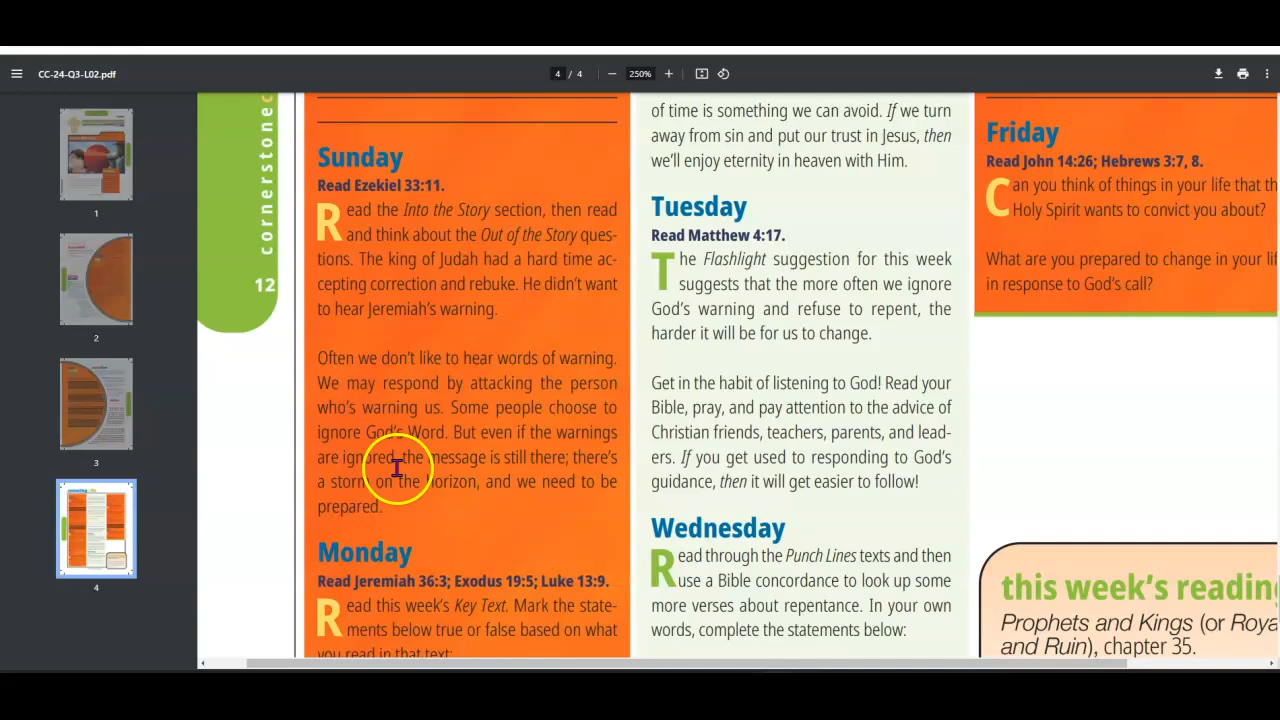 CC-24-Q3-L02.pdf
4 / 4
250%
1
2
3
4
cornerstonec
12
Sunday
Read Ezekiel 33:11.
Read the Into the Story section, then read
and think about the Out of the Story ques-
tions. The king of Judah had a hard time ac-
cepting correction and rebuke. He didn't want
to hear Jeremiah's warning.
Often we don't like to hear words of warning.
We may respond by attacking the person
who's warning us. Some people choose to
ignore God's Word. But even if the warnings
are ignored, the message is still there; there's
a storm on the horizon, and we need to be
prepared.
Monday
Read Jeremiah 36:3; Exodus 19:5; Luke 13:9.
Read this week's Key Text. Mark the state-
ments below true or false based on what
you read in that text:
of time is something we can avoid. If we turn
away from sin and put our trust in Jesus, then
we'll enjoy eternity in heaven with Him.
Tuesday
Read Matthew 4:17.
The Flashlight suggestion for this week
suggests that the more often we ignore
God's warning and refuse to repent, the
harder it will be for us to change.
Get in the habit of listening to God! Read your
Bible, pray, and pay attention to the advice of
Christian friends, teachers, parents, and lead-
ers. If you get used to responding to God's
guidance, then it will get easier to follow!
Wednesday
Read through the Punch Lines texts and then
use a Bible concordance to look up some
more verses about repentance. In your own
words, complete the statements below:
Friday
Read John 14:26; Hebrews 3:7, 8.
Can you think of things in your life that th
Holy Spirit wants to convict you about?
What are you prepared to change in your lif
in response to God's call?
this week's reading
Prophets and Kings (or Roya
and Ruin), chapter 35.